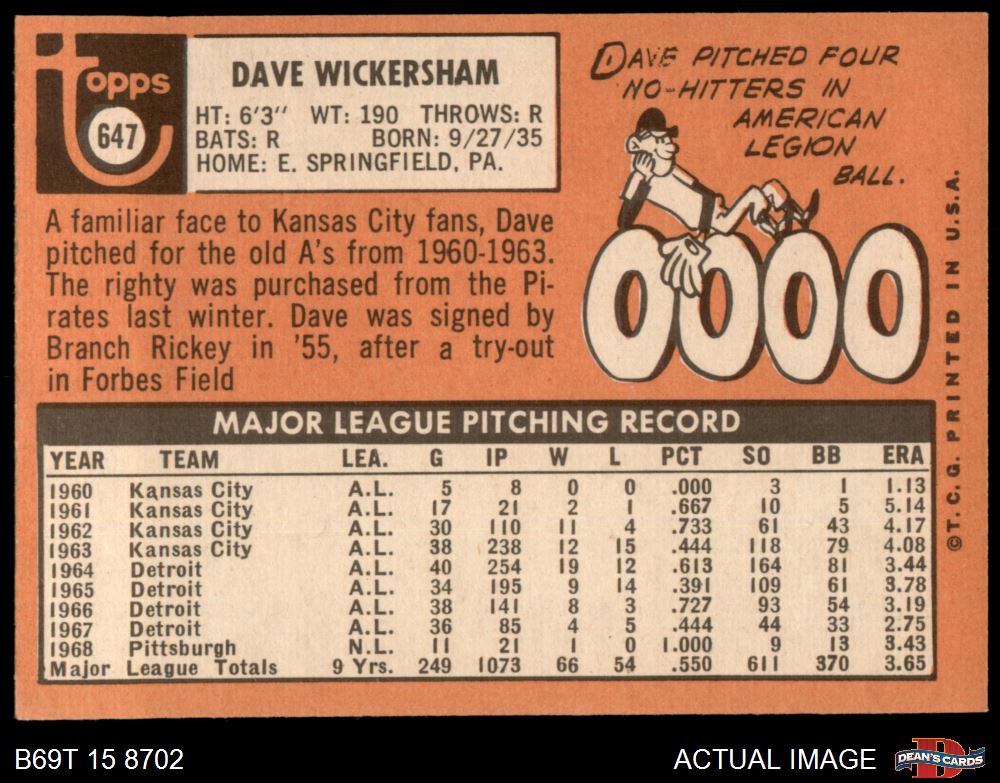 topps
647
DAVE WICKERSHAM
HT: 6'3" WT: 190 THROWS: R
BATS: R BORN: 9/27/35
HOME: E. SPRINGFIELD, PA.
DAVE PITCHED FOUR
NO-HITTERS IN
AMERICAN
LEGION
BALL.
A familiar face to Kansas City fans, Dave
pitched for the old A's from 1960-1963.
The righty was purchased from the Pi-
rates last winter. Dave was signed by
Branch Rickey in '55, after a try-out
in Forbes Field
0000
©T.C.G. PRINTED IN U.S.A.
MAJOR LEAGUE PITCHING RECORD
YEAR TEAM LEA. G IP W L PCT SO BB ERA
1960 Kansas City A.L. 5 8 0 0 .000 3 1 1.13
1961 Kansas City A.L. 17 21 2 1 .667 10 5 5.14
1962 Kansas City A.L. 30 110 11 4 .733 61 43 4.17
1963 Kansas City A.L. 38 238 12 15 .444 118 79 4.08
1964 Detroit A.L. 40 254 19 12 .613 164 81 3.44
1965 Detroit A.L. 34 195 9 14 .391 109 61 3.78
1966 Detroit A.L. 38 141 8 3 .727 93 54 3.19
1967 Detroit A.L. 36 85 4 5 .444 44 33 2.75
1968 Pittsburgh N.L. 11 21 1 0 1.000 9 13 3.43
Major League Totals 9 Yrs. 249 1073 66 54 .550 611 370 3.65
B69T 15 8702
ACTUAL IMAGE
D
DEAN'S CARDS